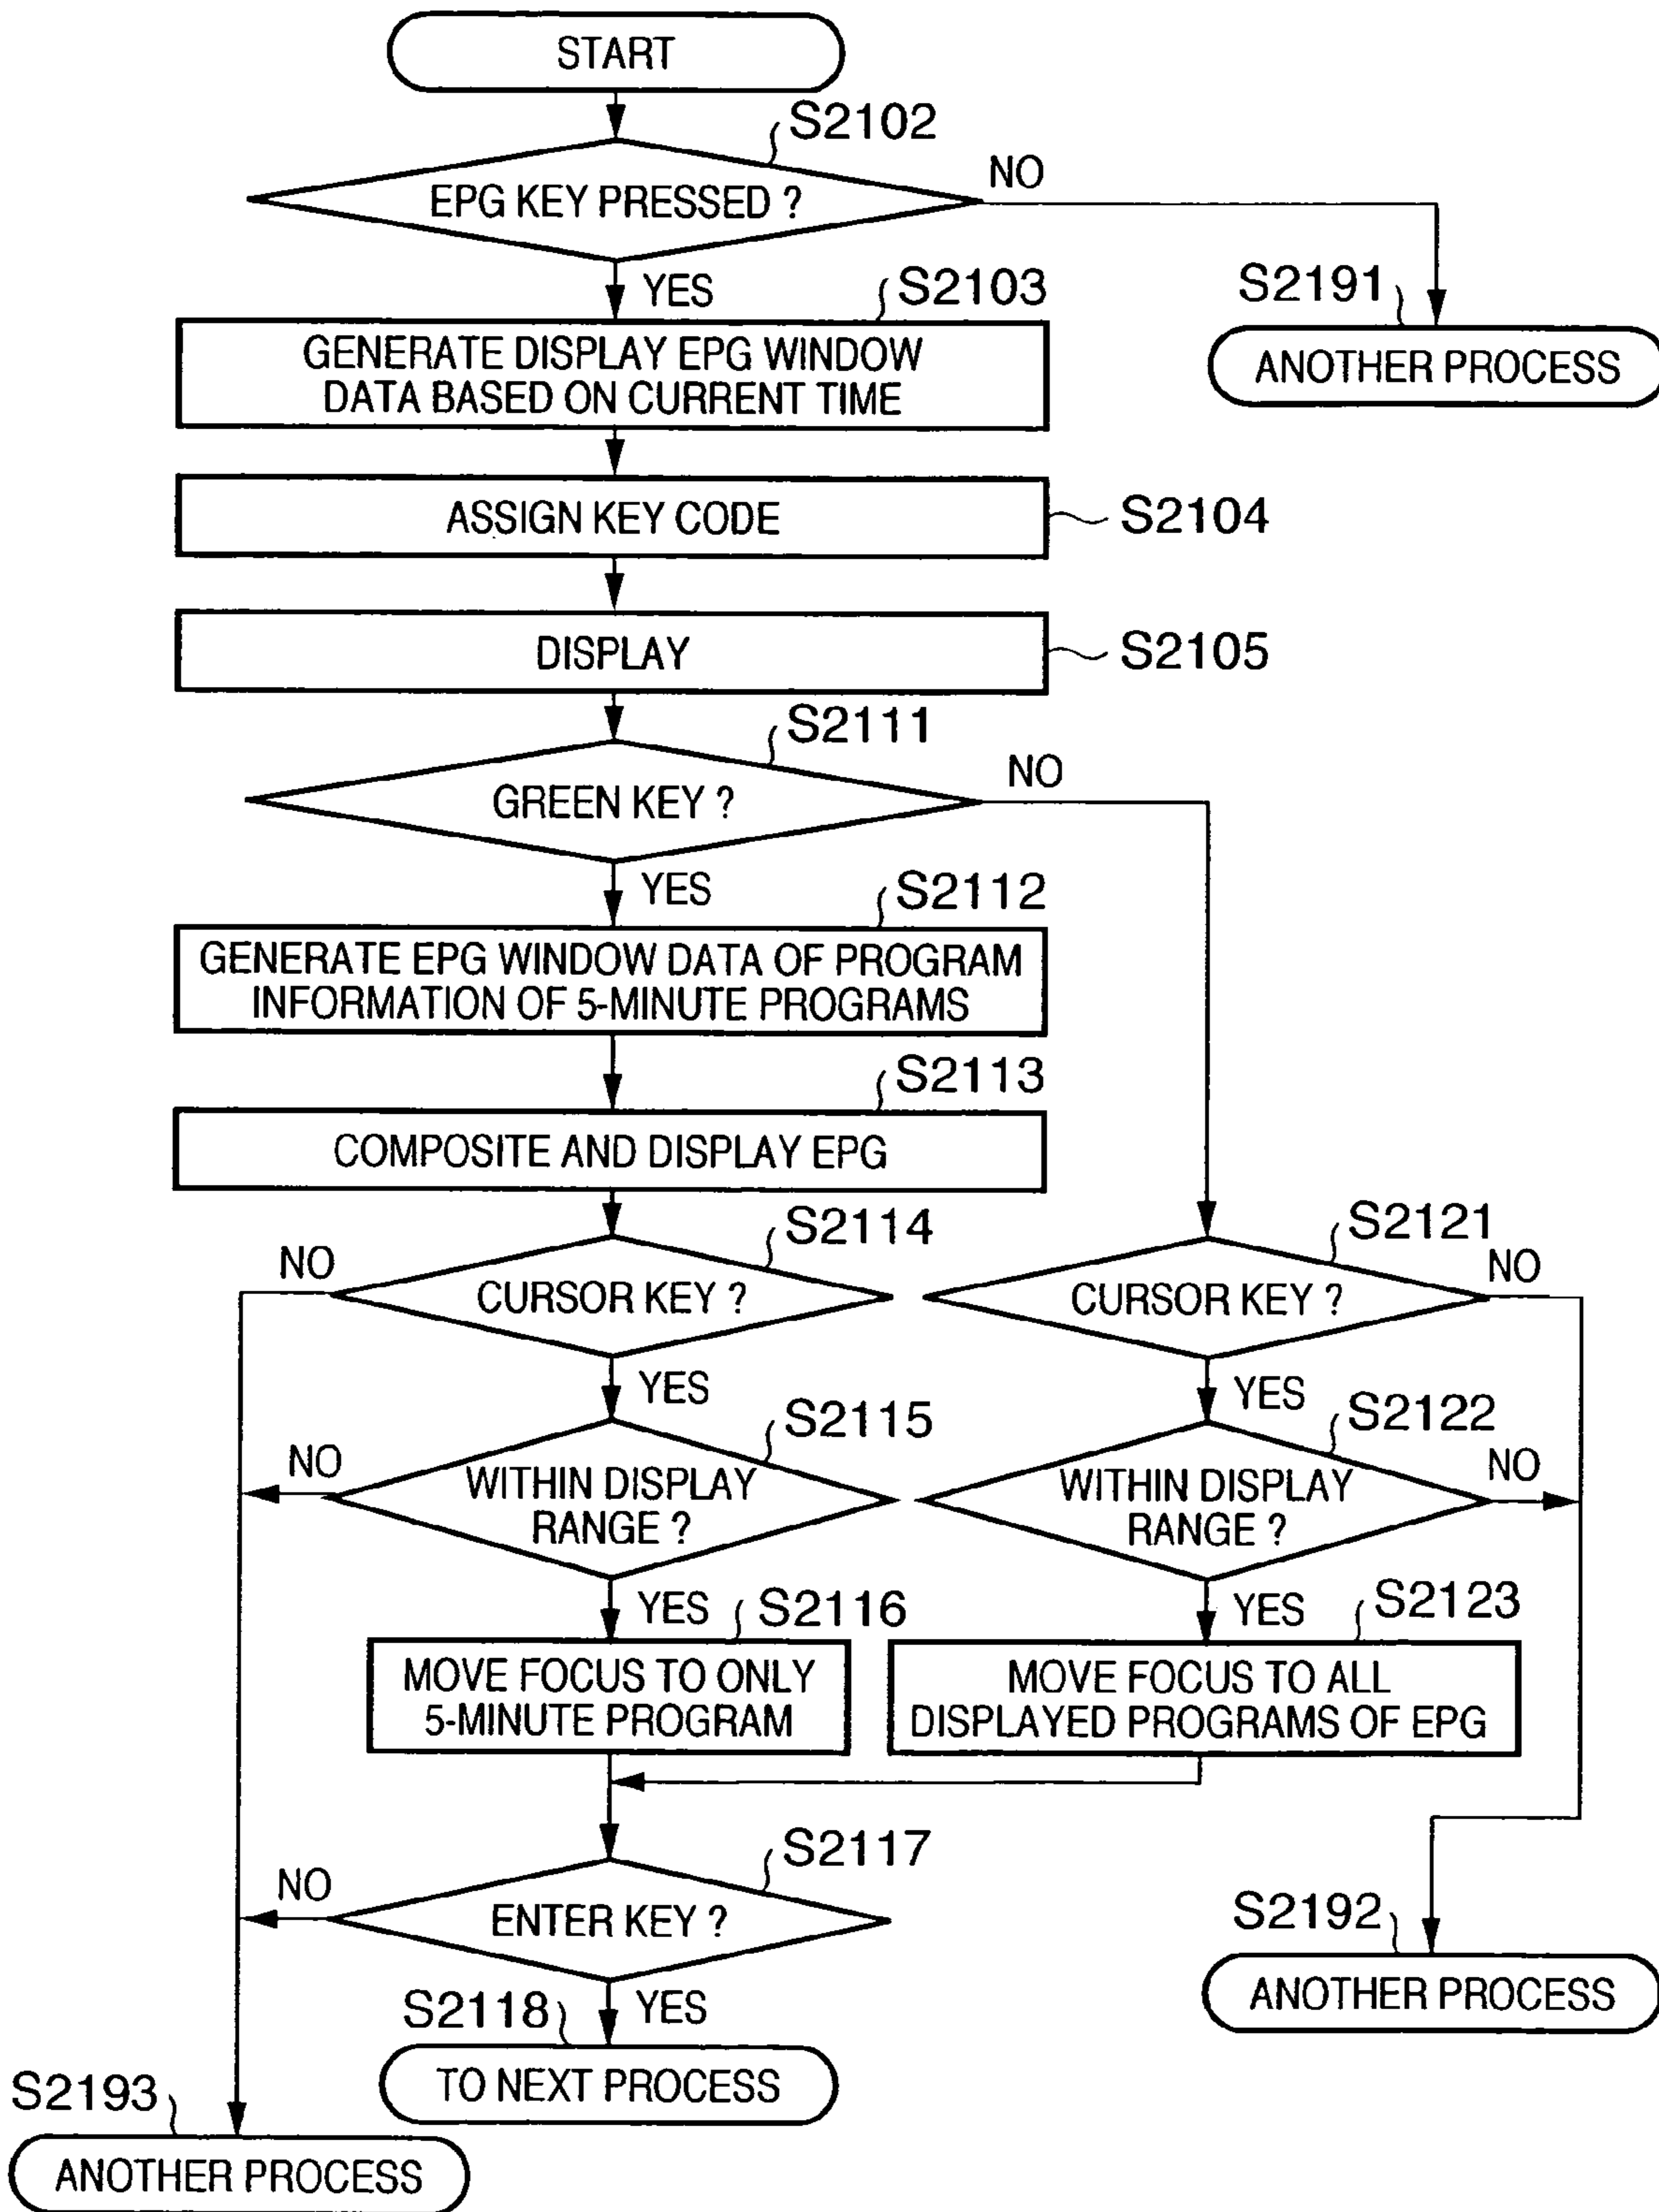 START
S2102
EPG KEY PRESSED ?
NO
YES
S2103
S2191
GENERATE DISPLAY EPG WINDOW
DATA BASED ON CURRENT TIME
ANOTHER PROCESS
ASSIGN KEY CODE
S2104
DISPLAY
S2105
S2111
GREEN KEY ?
NO
YES
S2112
GENERATE EPG WINDOW DATA OF PROGRAM
INFORMATION OF 5-MINUTE PROGRAMS
S2113
COMPOSITE AND DISPLAY EPG
S2114
S2121
NO
CURSOR KEY ?
CURSOR KEY ?
NO
YES
YES
S2115
S2122
NO
WITHIN DISPLAY
RANGE ?
WITHIN DISPLAY
RANGE ?
NO
YES
S2116
YES
S2123
MOVE FOCUS TO ONLY
5-MINUTE PROGRAM
MOVE FOCUS TO ALL
DISPLAYED PROGRAMS OF EPG
S2117
NO
ENTER KEY ?
S2192
YES
S2118
ANOTHER PROCESS
TO NEXT PROCESS
S2193
ANOTHER PROCESS